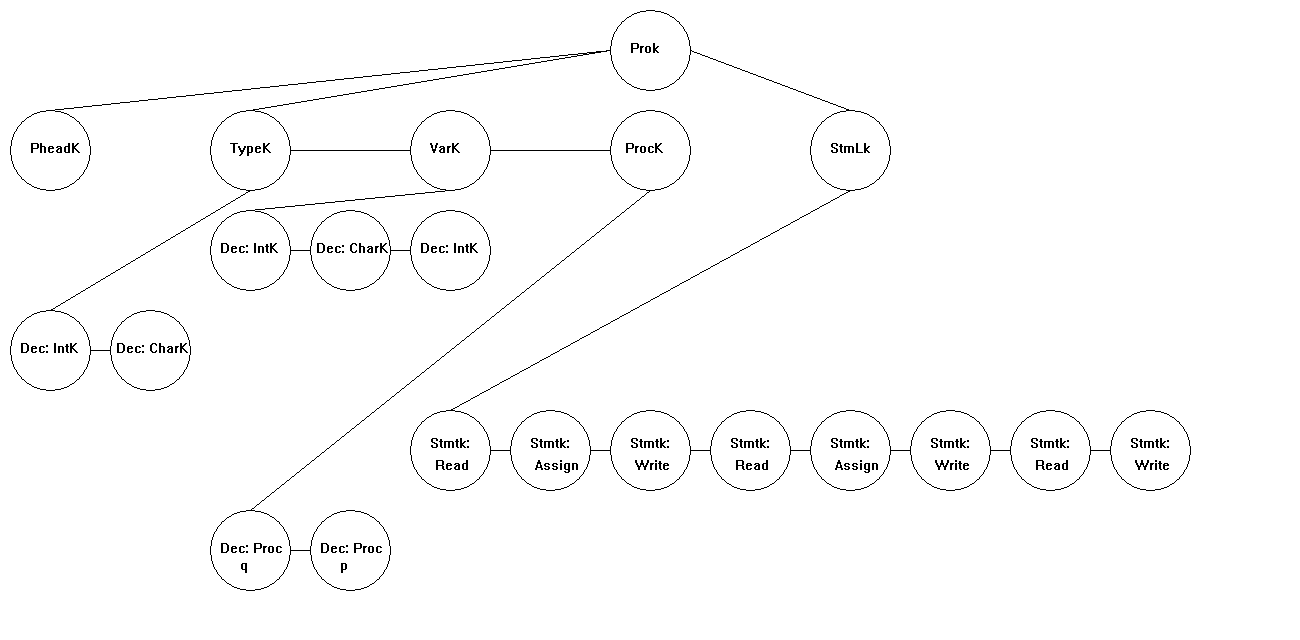 Prok
PheadK
TypeK
VarK
ProcK
StmLk
Dec: IntK
Dec: CharK
Dec: IntK
Dec: IntK
Dec: CharK
Stmtk:
Read
Stmtk:
Assign
Stmtk:
Write
Stmtk:
Read
Stmtk:
Assign
Stmtk:
Write
Stmtk:
Read
Stmtk:
Write
Dec: Proc
q
Dec: Proc
p